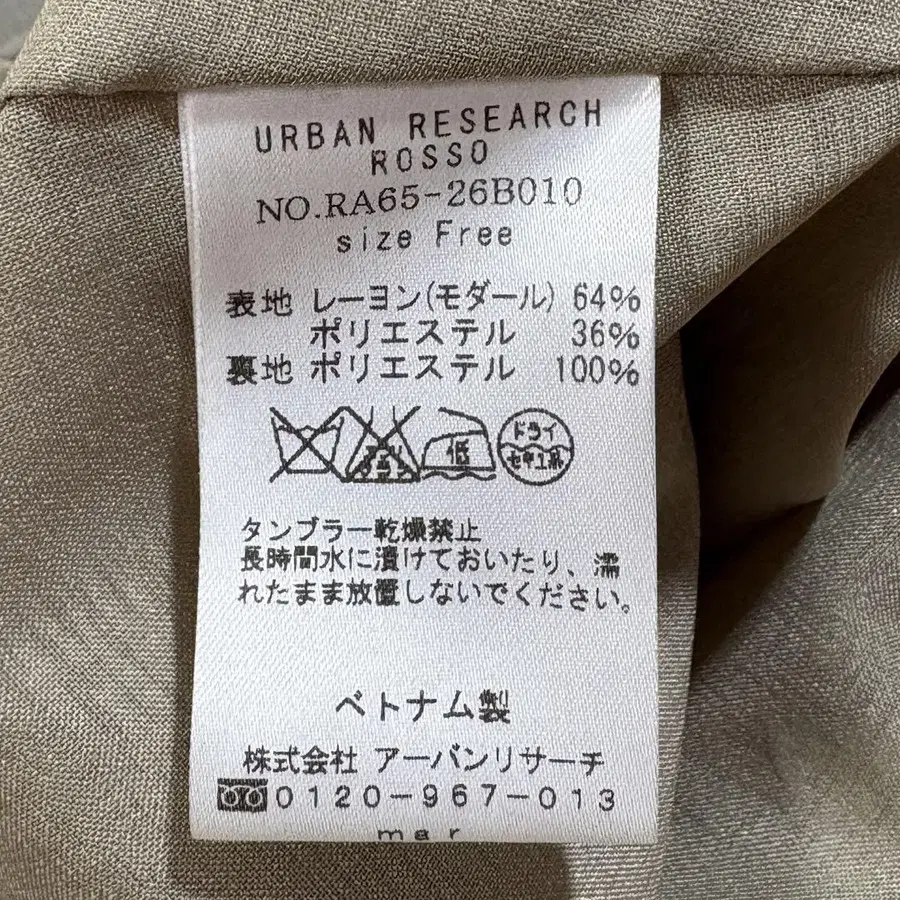 URBAN RESEARCH
ROSSO
NO.RA65-26B010
size Free
表地 レーヨン(モダール) 64%
ポリエステル 36%
裏地 ポリエステル 100%
低 ドライ
セキユ系
タンブラー乾燥禁止
長時間水に漬けておいたり、濡
れたまま放置しないでください。
ベトナム製
株式会社 アーバンリサーチ
0120-967-013
mar